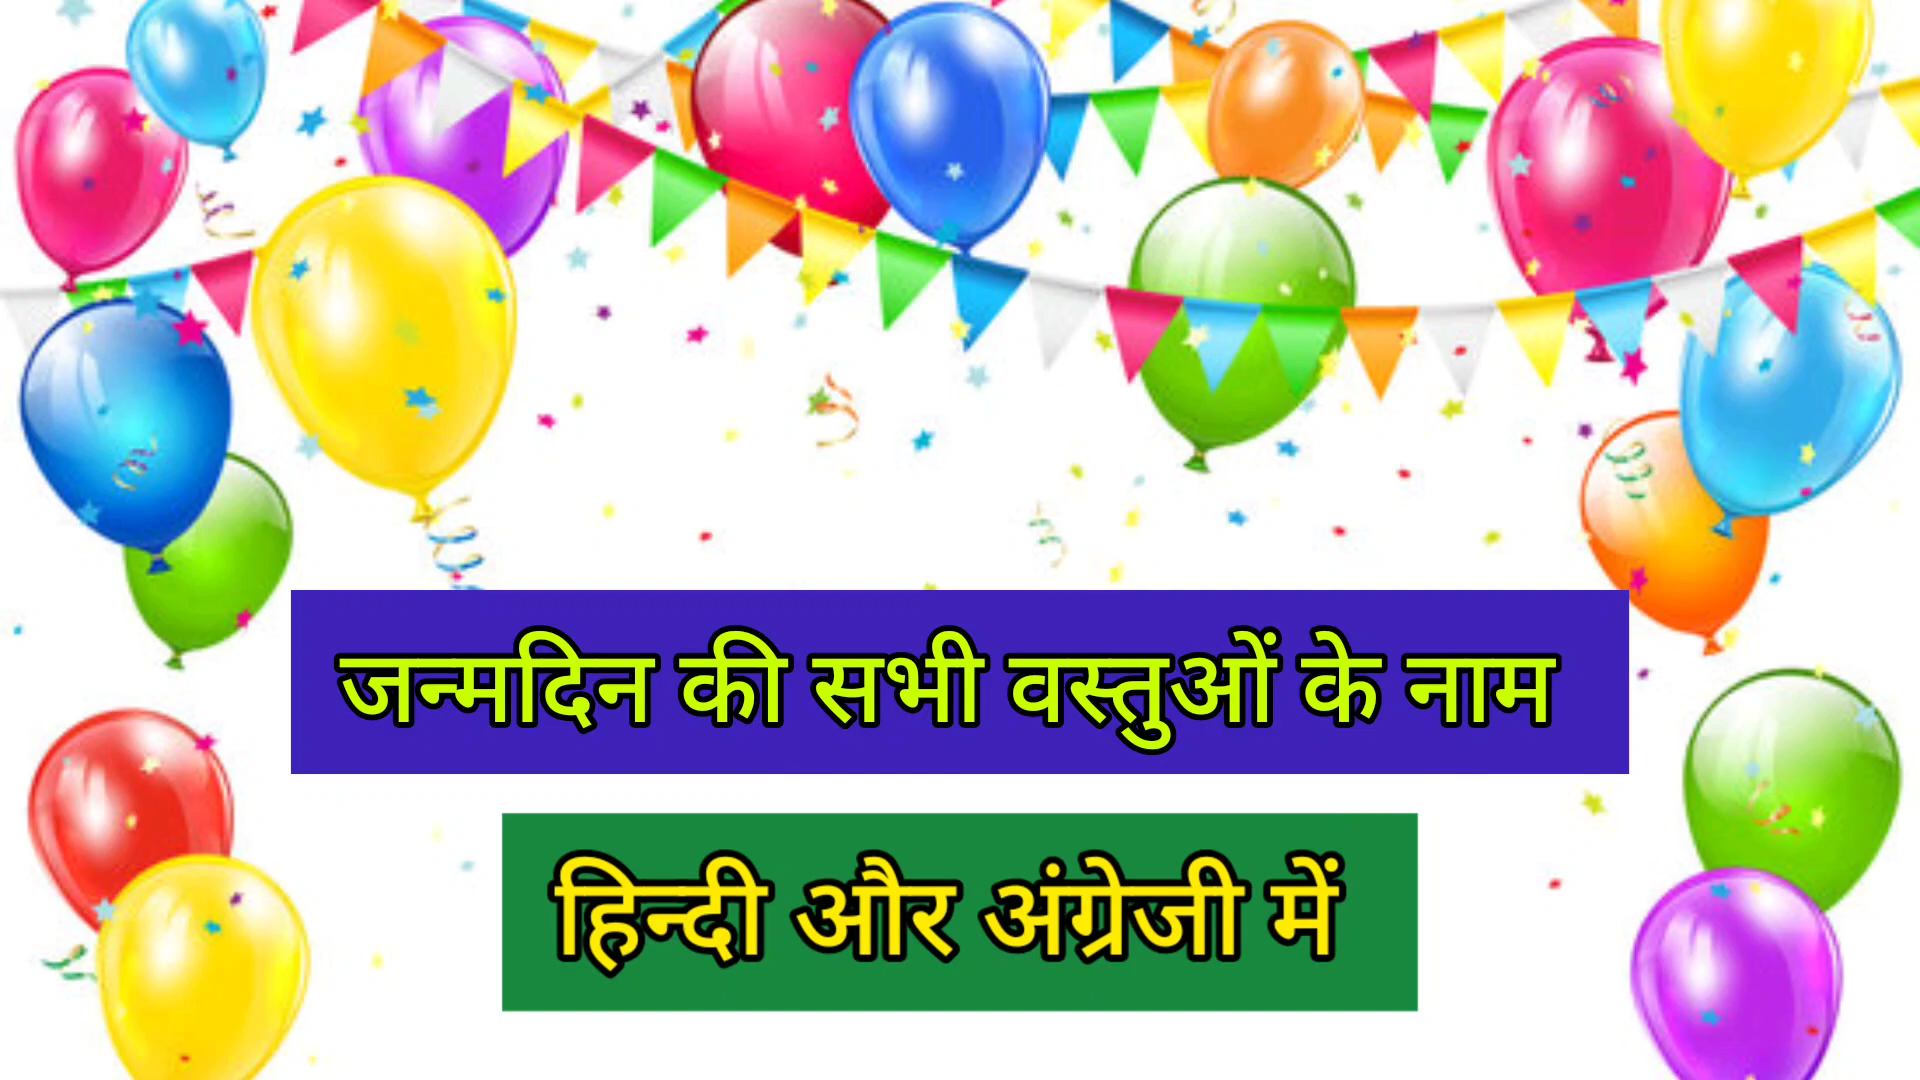 जन्मदिन की सभी वस्तुओं के नाम
हिन्दी और अंग्रेजी में